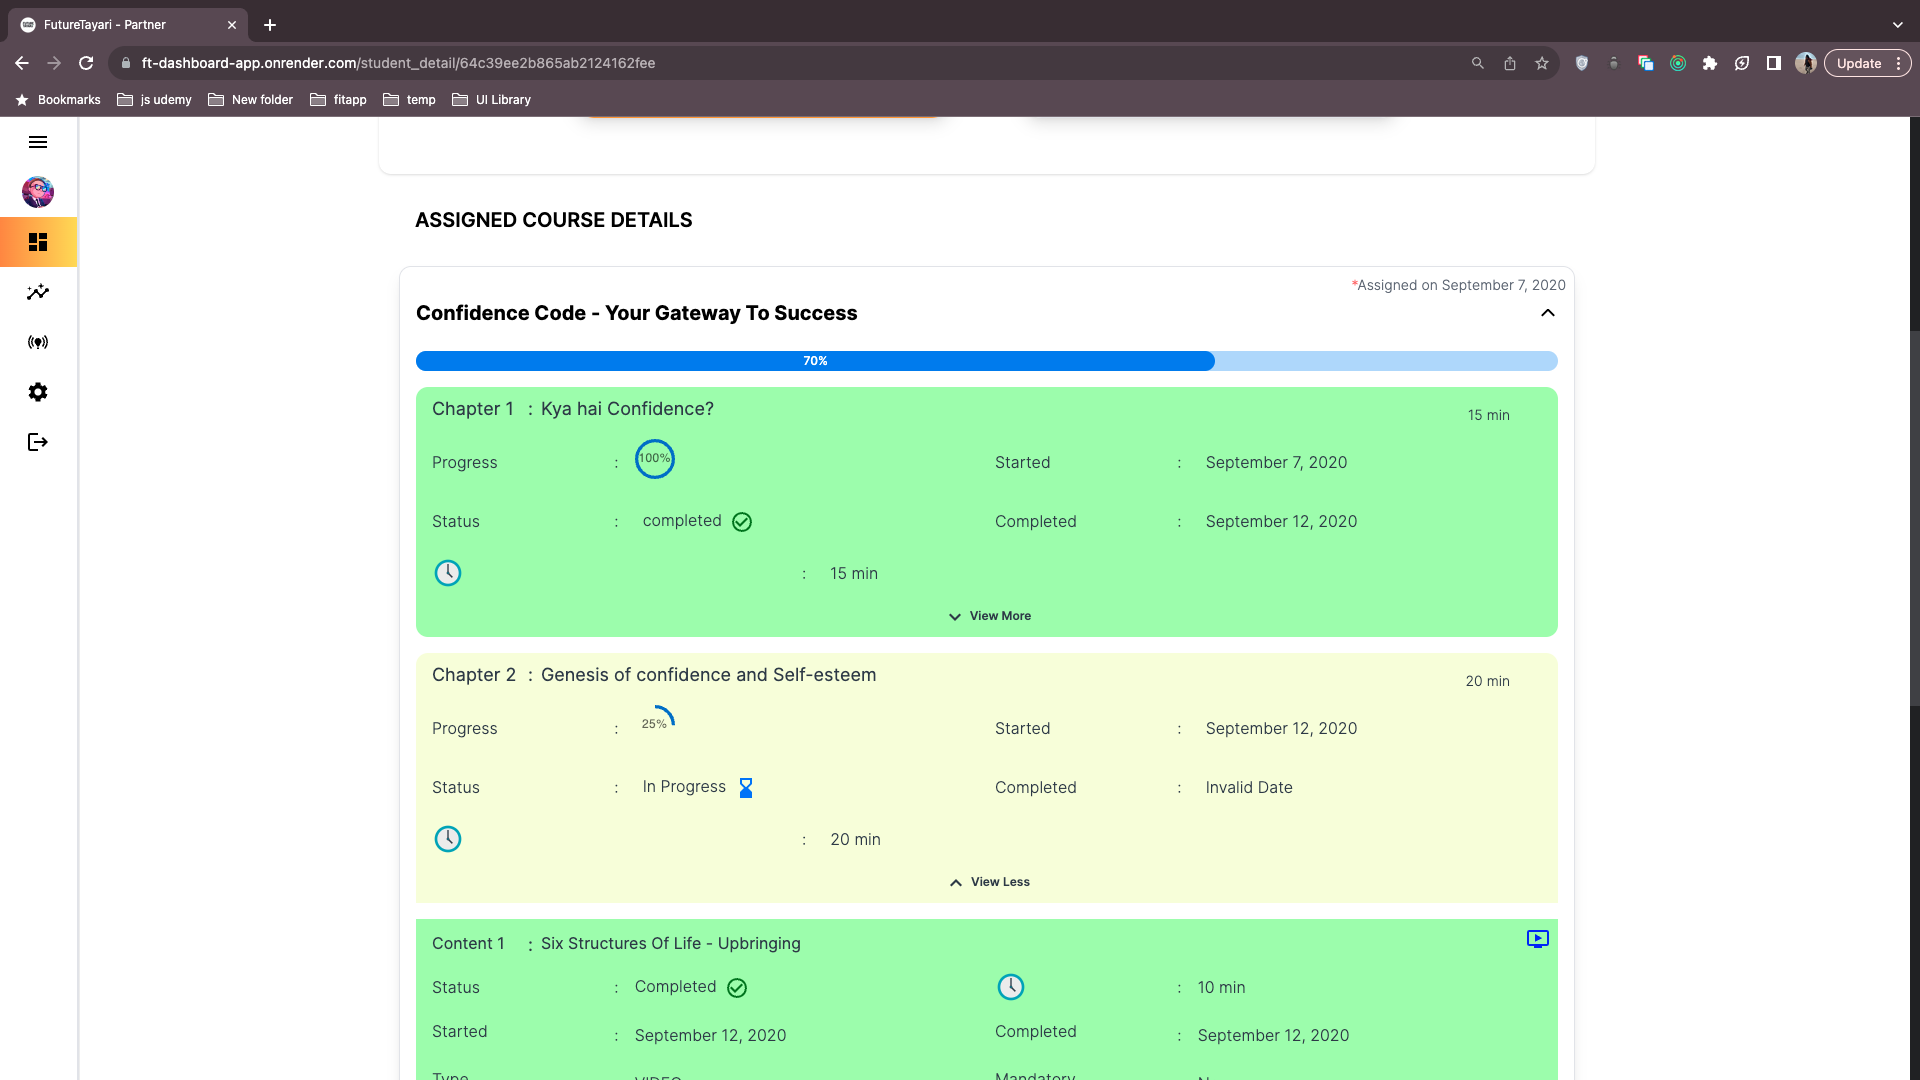 FutureTayari - Partner
ft-dashboard-app.onrender.com/student_detail/64c39ee2b865ab2124162fee
Update
Bookmarks js udemy New folder fitapp temp UI Library
ASSIGNED COURSE DETAILS
*Assigned on September 7, 2020
Confidence Code - Your Gateway To Success
70%
Chapter 1 : Kya hai Confidence? 15 min
Progress : 100% Started : September 7, 2020
Status : completed Completed : September 12, 2020
: 15 min
View More
Chapter 2 : Genesis of confidence and Self-esteem 20 min
Progress : 25% Started : September 12, 2020
Status : In Progress Completed : Invalid Date
: 20 min
View Less
Content 1 : Six Structures Of Life - Upbringing
Status : Completed : 10 min
Started : September 12, 2020 Completed : September 12, 2020
Type VIDEO Mandatory